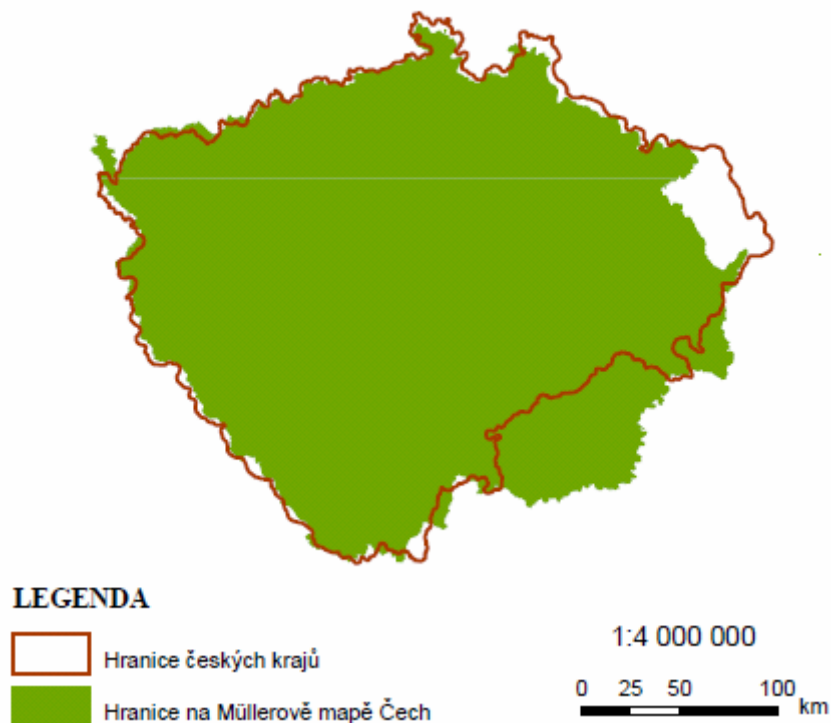 LEGENDA
Hranice českých krajů
Hranice na Müllerově mapě Čech
1:4 000 000
0 25 50 100
km